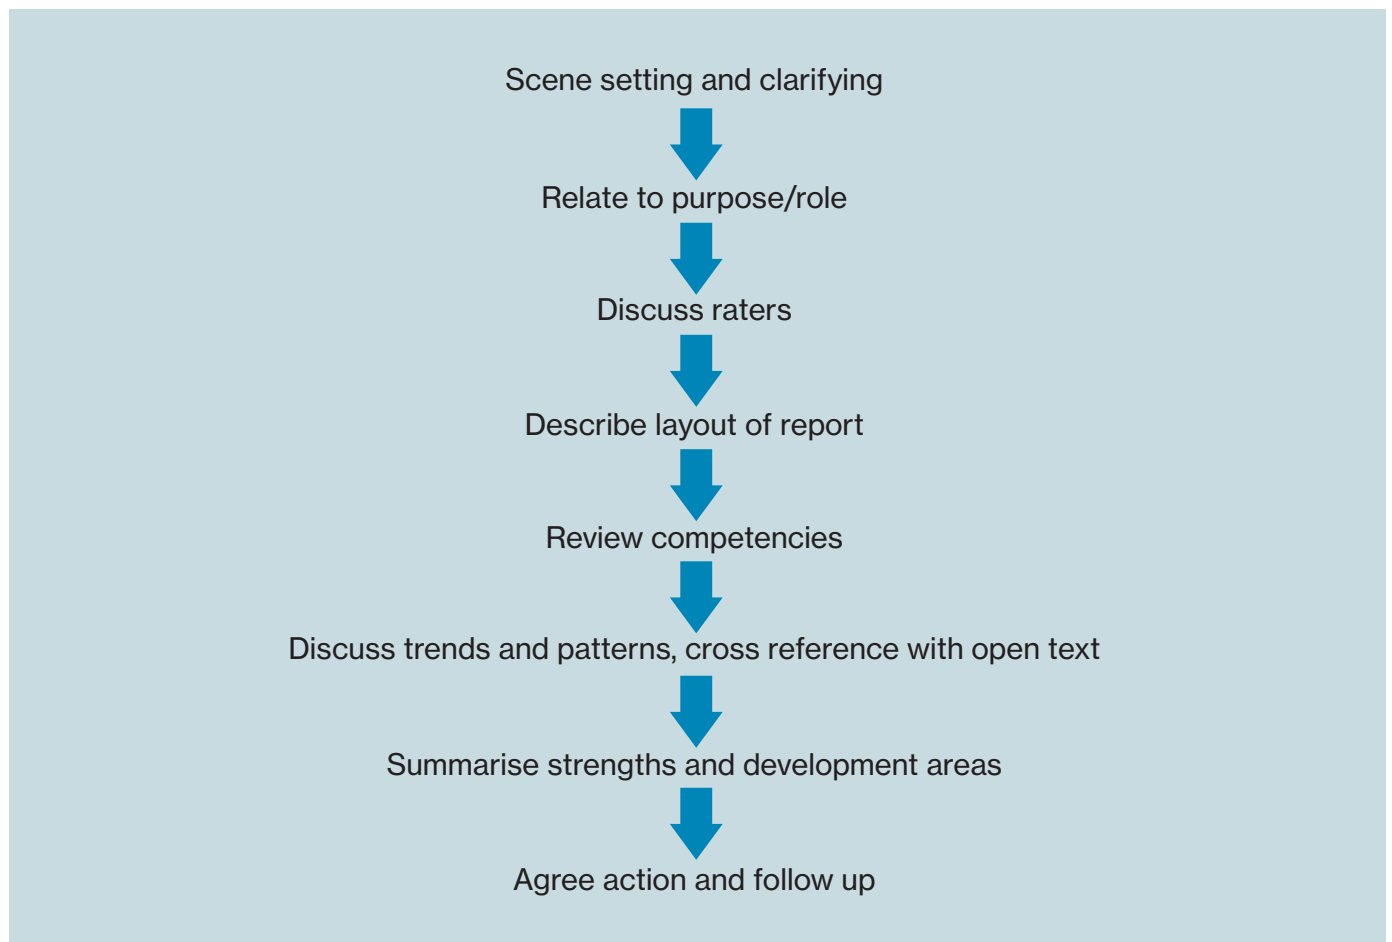 Scene setting and clarifying
Relate to purpose/role
Discuss raters
Describe layout of report
Review competencies
Discuss trends and patterns, cross reference with open text
Summarise strengths and development areas
Agree action and follow up